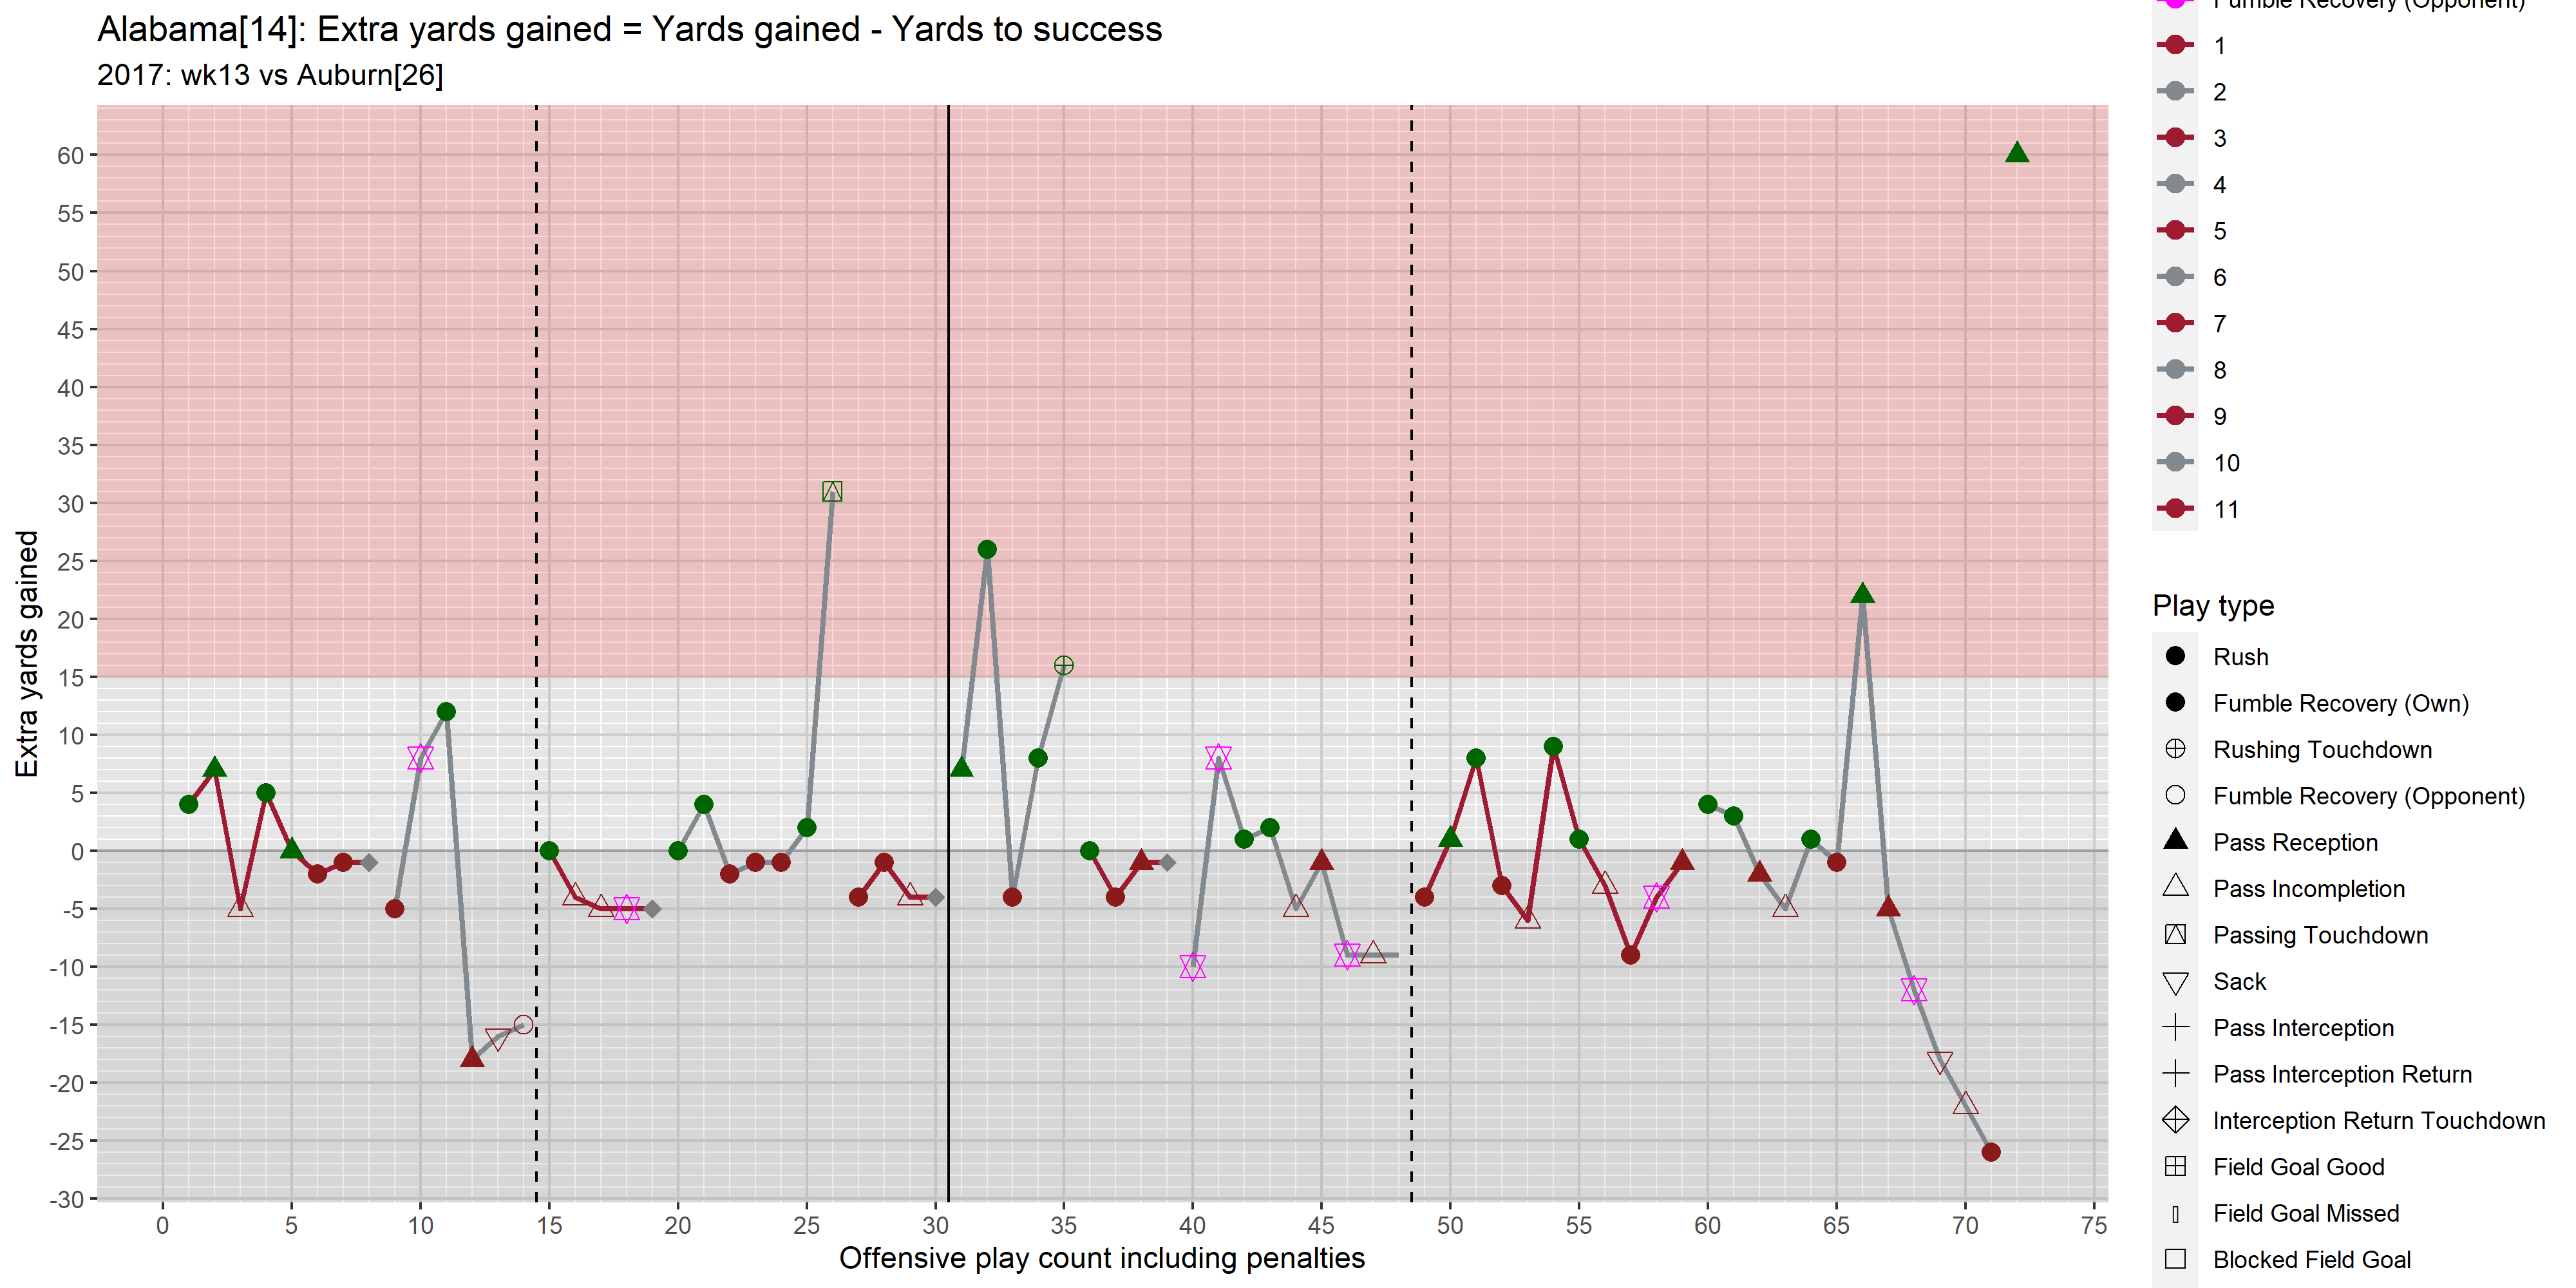 Alabama[14]: Extra yards gained = Yards gained - Yards to success
2017: wk13 vs Auburn[26]
Extra yards gained
60
55
50
45
40
35
30
25
20
15
10
5
0
-5
-10
-15
-20
-25
-30
0 5 10 15 20 25 30 35 40 45 50 55 60 65 70 75
Offensive play count including penalties
Fumble Recovery (Opponent)
1
2
3
4
5
6
7
8
9
10
11
Play type
Rush
Fumble Recovery (Own)
Rushing Touchdown
Fumble Recovery (Opponent)
Pass Reception
Pass Incompletion
Passing Touchdown
Sack
Pass Interception
Pass Interception Return
Interception Return Touchdown
Field Goal Good
Field Goal Missed
Blocked Field Goal